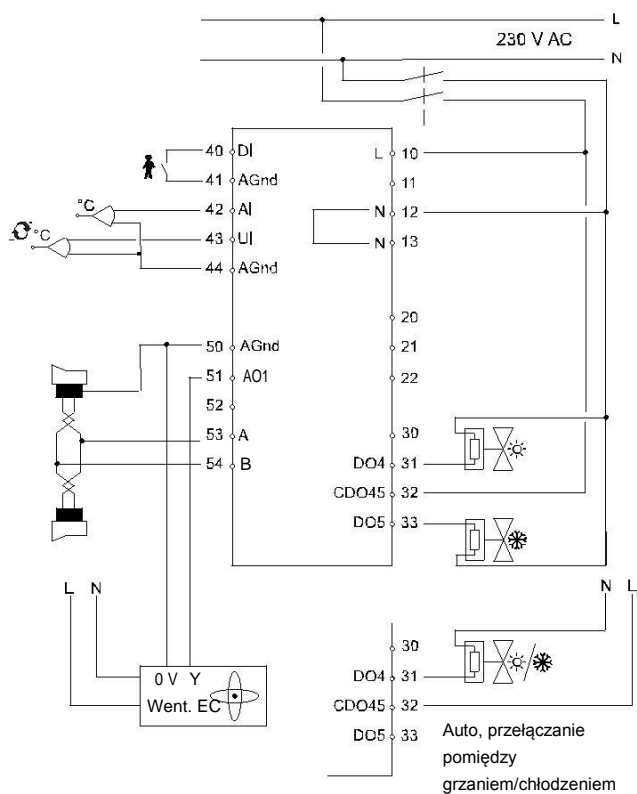 L
230 V AC
N
40 DI
41 AGnd
°C
42 AI
°C
43 UI
44 AGnd
L 10
11
N 12
N 13
20
21
22
50 AGnd
51 AO1
52
53 A
54 B
30
DO4 31
CDO45 32
DO5 33
L N
N L
0 V Y
Went. EC
30
DO4 31
CDO45 32
DO5 33
Auto, przełączanie
pomiędzy
grzaniem/chłodzeniem